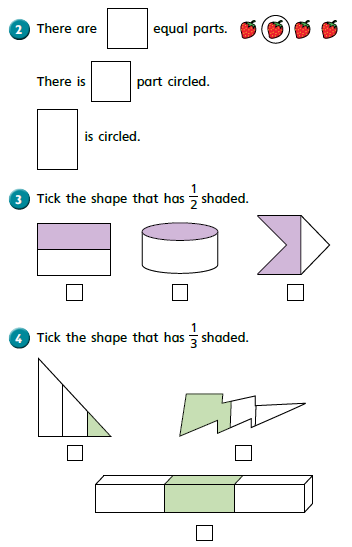 2 There are equal parts.
There is part circled.
is circled.
3 Tick the shape that has 1/2 shaded.
4 Tick the shape that has 1/3 shaded.